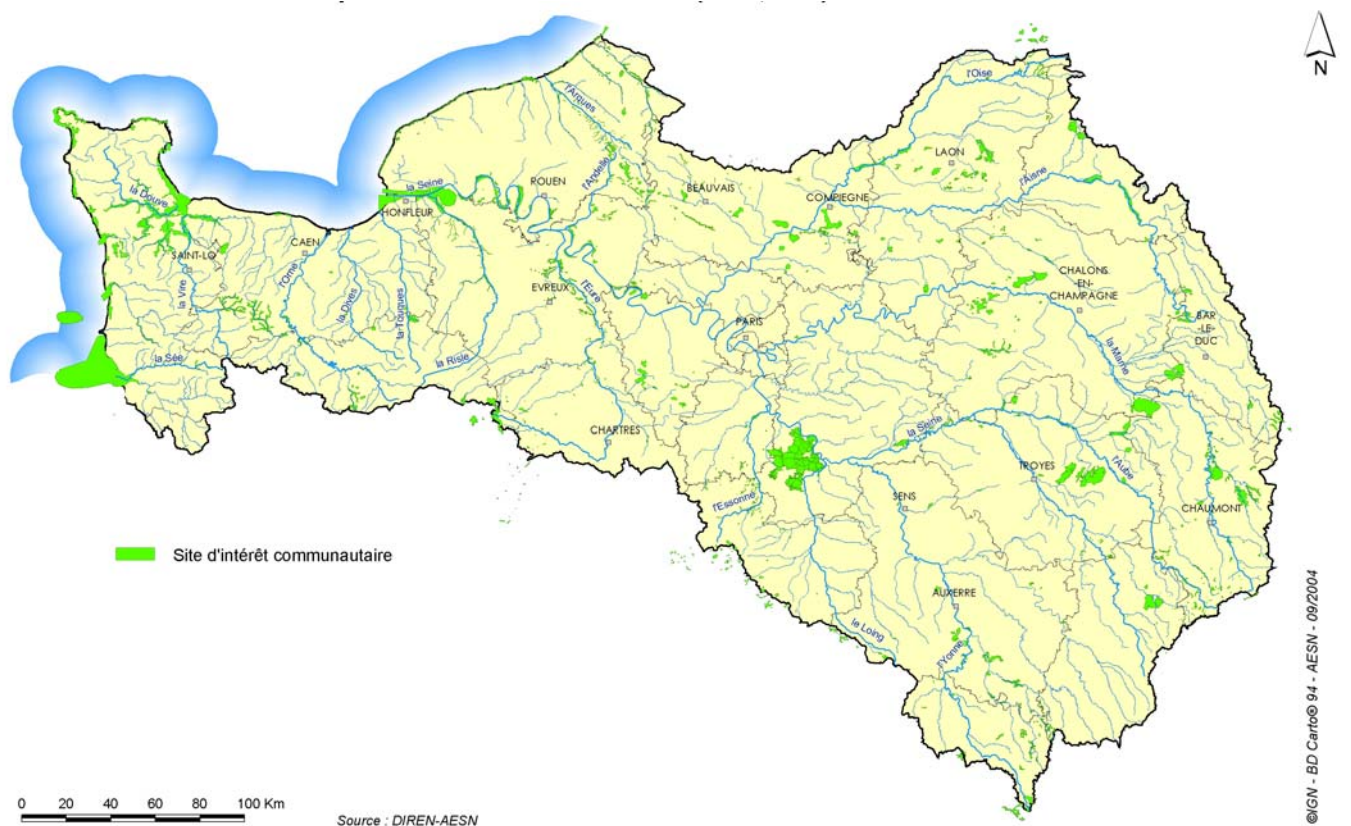 N
l'Oise
l'Arques
LAON
l'Andelle
l'Aisne
la Seine
ROUEN
BEAUVAIS
COMPIEGNE
la Douve
HONFLEUR
CAEN
SAINT-LO
CHALONS
-EN-
CHAMPAGNE
l'Orne
la Vire
la Dives
la Touques
EVREUX
l'Eure
PARIS
BAR
-LE-
DUC
la Sée
la Risle
la Marne
CHARTRES
la Seine
TROYES
l'Aube
l'Essonne
SENS
CHAUMONT
Site d'intérêt communautaire
AUXERRE
le Loing
l'Yonne
0 20 40 60 80 100 Km
Source : DIREN-AESN
©IGN - BD Carto® 94 - AESN - 09/2004